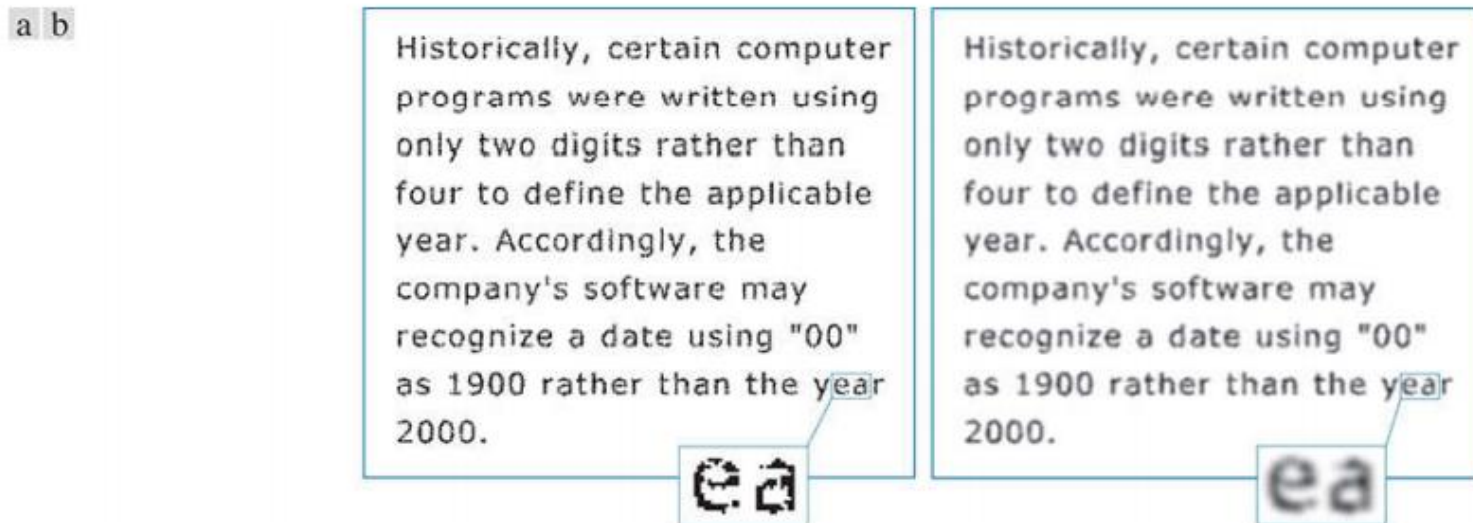 a b
Historically, certain computer
programs were written using
only two digits rather than
four to define the applicable
year. Accordingly, the
company's software may
recognize a date using "00"
as 1900 rather than the year
2000.
ea
Historically, certain computer
programs were written using
only two digits rather than
four to define the applicable
year. Accordingly, the
company's software may
recognize a date using "00"
as 1900 rather than the year
2000.
ea